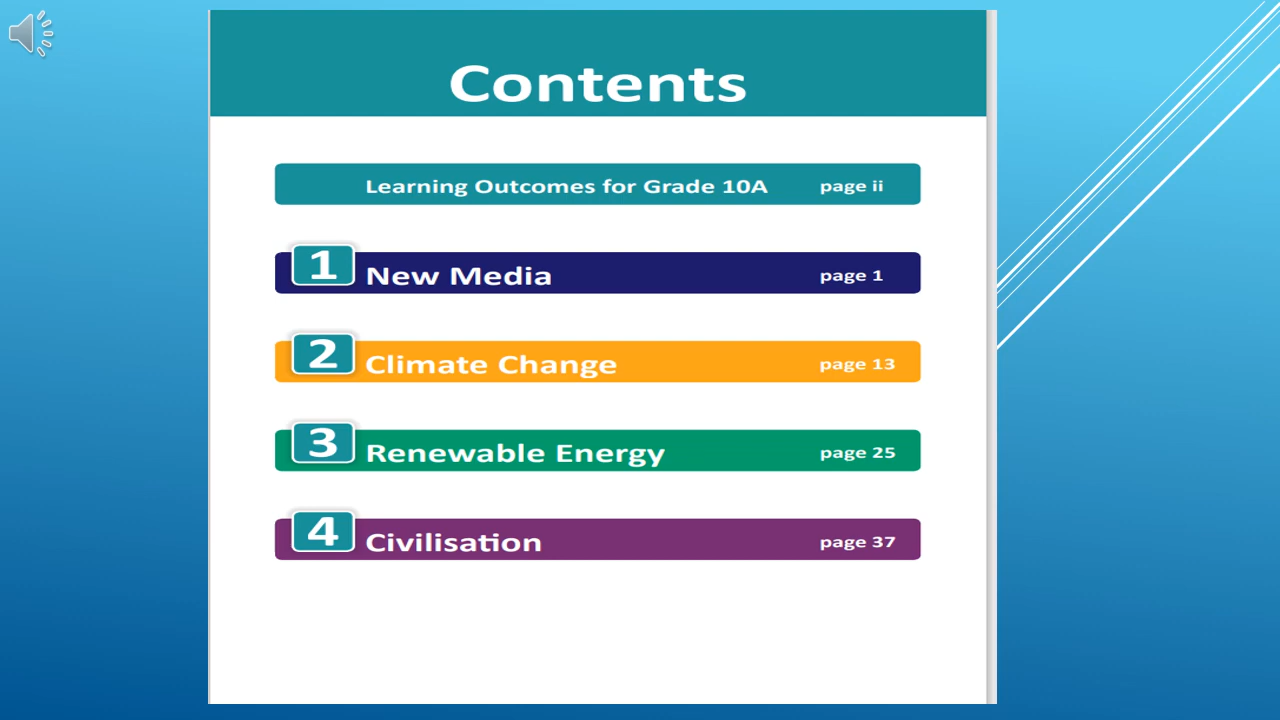 Contents
Learning Outcomes for Grade 10A page ii
1 New Media page 1
2 Climate Change page 13
3 Renewable Energy page 25
4 Civilisation page 37